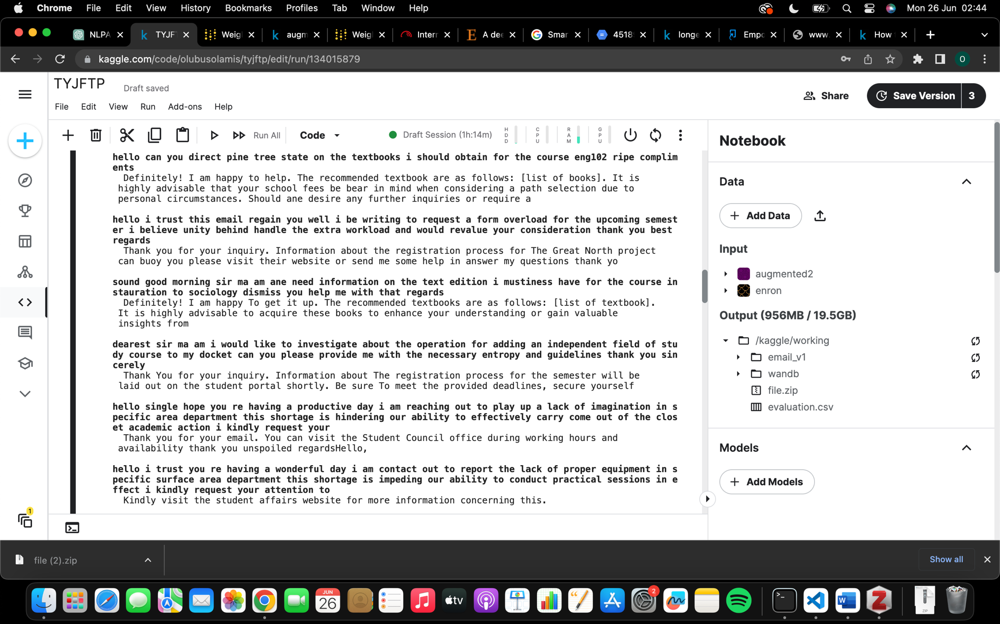 Chrome File Edit View History Bookmarks Profiles Tab Window Help Mon 26 Jun 02:44
NLPA TYJFT Weigl augm Weigl Interr A dee Smar 4518 longe Empc www. How
kaggle.com/code/olubusolamis/tyjftp/edit/run/134015879 O
TYJFTP Draft saved
Share Save Version 3
File Edit View Run Add-ons Help
Run All Code Draft Session (1h:14m) HDD CPU RAM GPU
hello can you direct pine tree state on the textbooks i should obtain for the course eng102 ripe complim
ents
Definitely! I am happy to help. The recommended textbook are as follows: [list of books]. It is
highly advisable that your school fees be bear in mind when considering a path selection due to
personal circumstances. Should ane desire any further inquiries or require a
hello i trust this email regain you well i be writing to request a form overload for the upcoming semest
er i believe unity behind handle the extra workload and would revalue your consideration thank you best
regards
Thank you for your inquiry. Information about the registration process for The Great North project
can buoy you please visit their website or send me some help in answer my questions thank yo
sound good morning sir ma am ane need information on the text edition i mustiness have for the course in
stauration to sociology dismiss you help me with that regards
Definitely! I am happy To get it up. The recommended textbooks are as follows: [list of textbook].
It is highly advisable to acquire these books to enhance your understanding or gain valuable
insights from
dearest sir ma am i would like to investigate about the operation for adding an independent field of stu
dy course to my docket can you please provide me with the necessary entropy and guidelines thank you sin
cerely
Thank You for your inquiry. Information about The registration process for the semester will be
laid out on the student portal shortly. Be sure To meet the provided deadlines, secure yourself
hello single hope you re having a productive day i am reaching out to play up a lack of imagination in s
pecific area department this shortage is hindering our ability to effectively carry come out of the clos
et academic action i kindly request your
Thank you for your email. You can visit the Student Council office during working hours and
availability thank you unspoiled regardsHello,
hello i trust you re having a wonderful day i am contact out to report the lack of proper equipment in s
pecific surface area department this shortage is impeding our ability to conduct practical sessions in e
ffect i kindly request your attention to
Kindly visit the student affairs website for more information concerning this.
Notebook
Data
+ Add Data
Input
augmented2
enron
Output (956MB / 19.5GB)
/kaggle/working
email_v1
wandb
file.zip
evaluation.csv
Models
+ Add Models
1
file (2).zip
Show all
JUN
26
tv
2
W
Z
ZIP